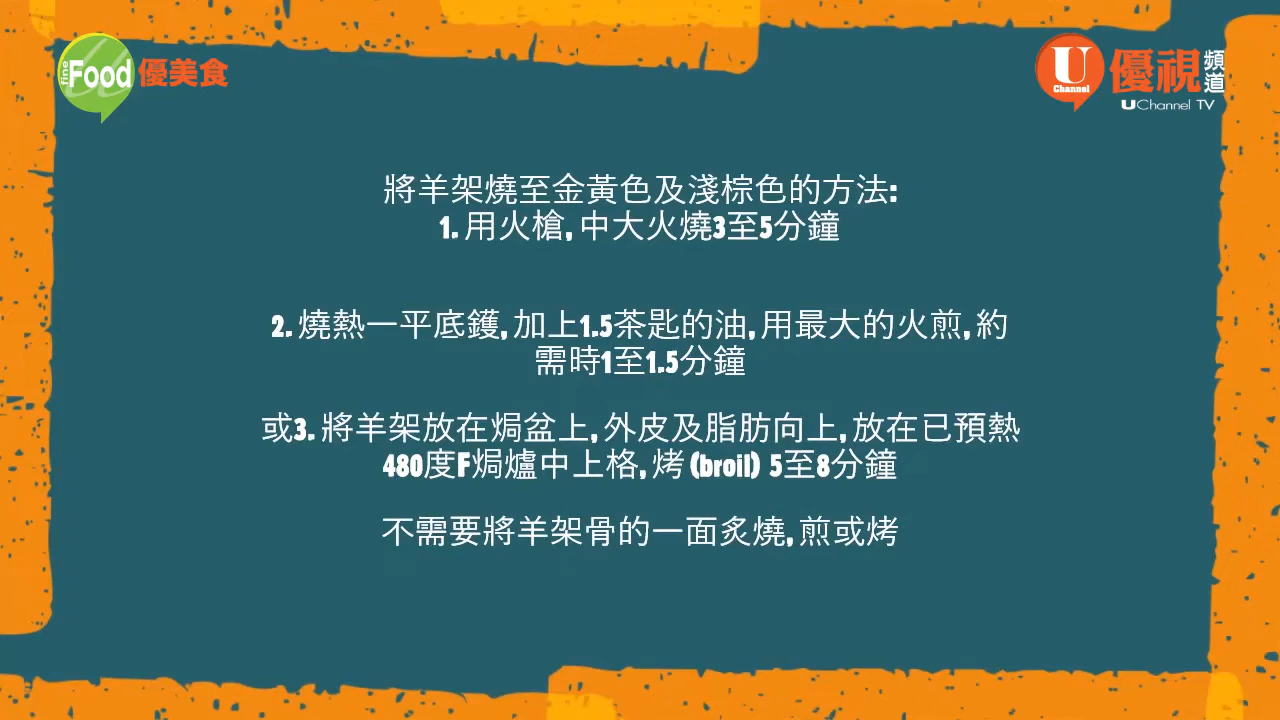 fine Food 優美食
U Channel 優視頻道
UChannel TV
將羊架燒至金黃色及淺棕色的方法:
1. 用火槍, 中大火燒3至5分鐘
2. 燒熱一平底鑊, 加上1.5茶匙的油, 用最大的火煎, 約
需時1至1.5分鐘
或3. 將羊架放在焗盆上, 外皮及脂肪向上, 放在已預熱
480度F焗爐中上格, 烤 (broil) 5至8分鐘
不需要將羊架骨的一面炙燒, 煎或烤